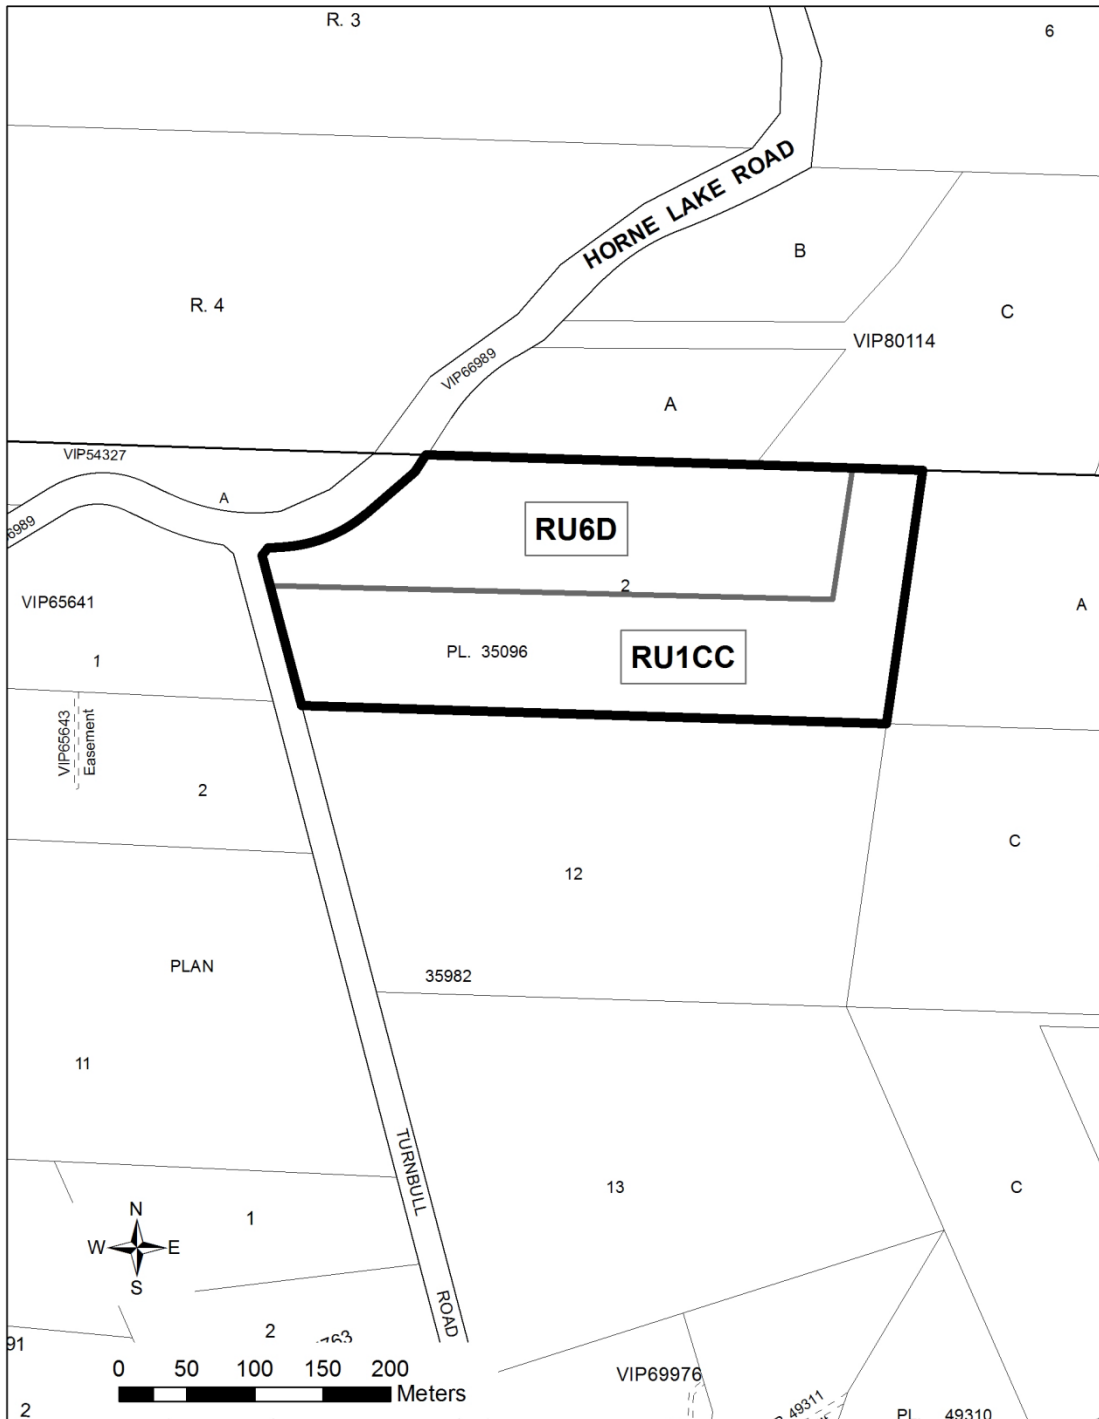 R. 3
6
HORNE LAKE ROAD
B
R. 4
C
VIP80114
VIP66989
A
VIP54327
A
6989
RU6D
2
VIP65641
A
PL. 35096
RU1CC
1
VIP65643
Easement
2
C
12
PLAN
35982
11
TURNBULL
13
C
1
N
W E
S
ROAD
2
91
0 50 100 150 200
Meters
VIP69976
49311
2
PL. 49310